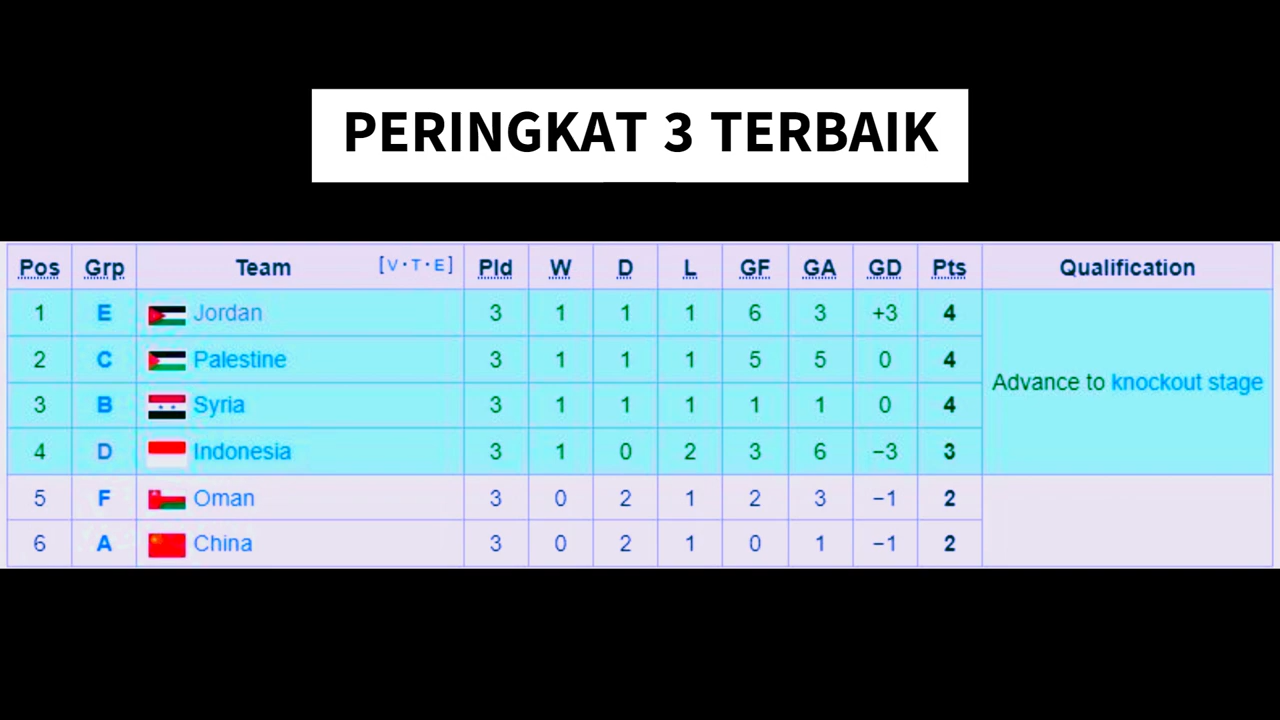 PERINGKAT 3 TERBAIK
Pos Grp Team [V·T·E] Pld W D L GF GA GD Pts Qualification
1 E Jordan 3 1 1 1 6 3 +3 4
2 C Palestine 3 1 1 1 5 5 0 4
Advance to knockout stage
3 B Syria 3 1 1 1 1 1 0 4
4 D Indonesia 3 1 0 2 3 6 −3 3
5 F Oman 3 0 2 1 2 3 −1 2
6 A China 3 0 2 1 0 1 −1 2